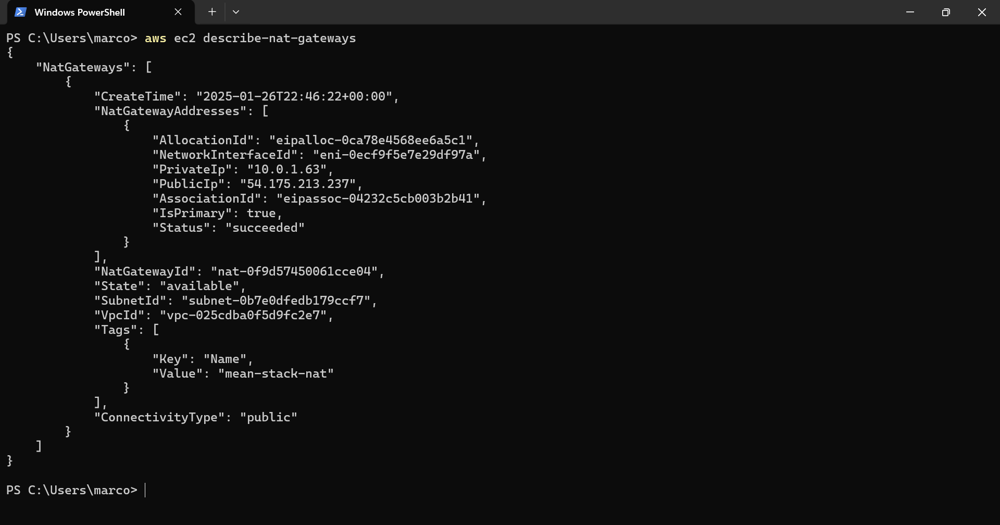 Windows PowerShell
PS C:\Users\marco> aws ec2 describe-nat-gateways
{
    "NatGateways": [
        {
            "CreateTime": "2025-01-26T22:46:22+00:00",
            "NatGatewayAddresses": [
                {
                    "AllocationId": "eipalloc-0ca78e4568ee6a5c1",
                    "NetworkInterfaceId": "eni-0ecf9f5e7e29df97a",
                    "PrivateIp": "10.0.1.63",
                    "PublicIp": "54.175.213.237",
                    "AssociationId": "eipassoc-04232c5cb003b2b41",
                    "IsPrimary": true,
                    "Status": "succeeded"
                }
            ],
            "NatGatewayId": "nat-0f9d57450061cce04",
            "State": "available",
            "SubnetId": "subnet-0b7e0dfedb179ccf7",
            "VpcId": "vpc-025cdba0f5d9fc2e7",
            "Tags": [
                {
                    "Key": "Name",
                    "Value": "mean-stack-nat"
                }
            ],
            "ConnectivityType": "public"
        }
    ]
}
PS C:\Users\marco>